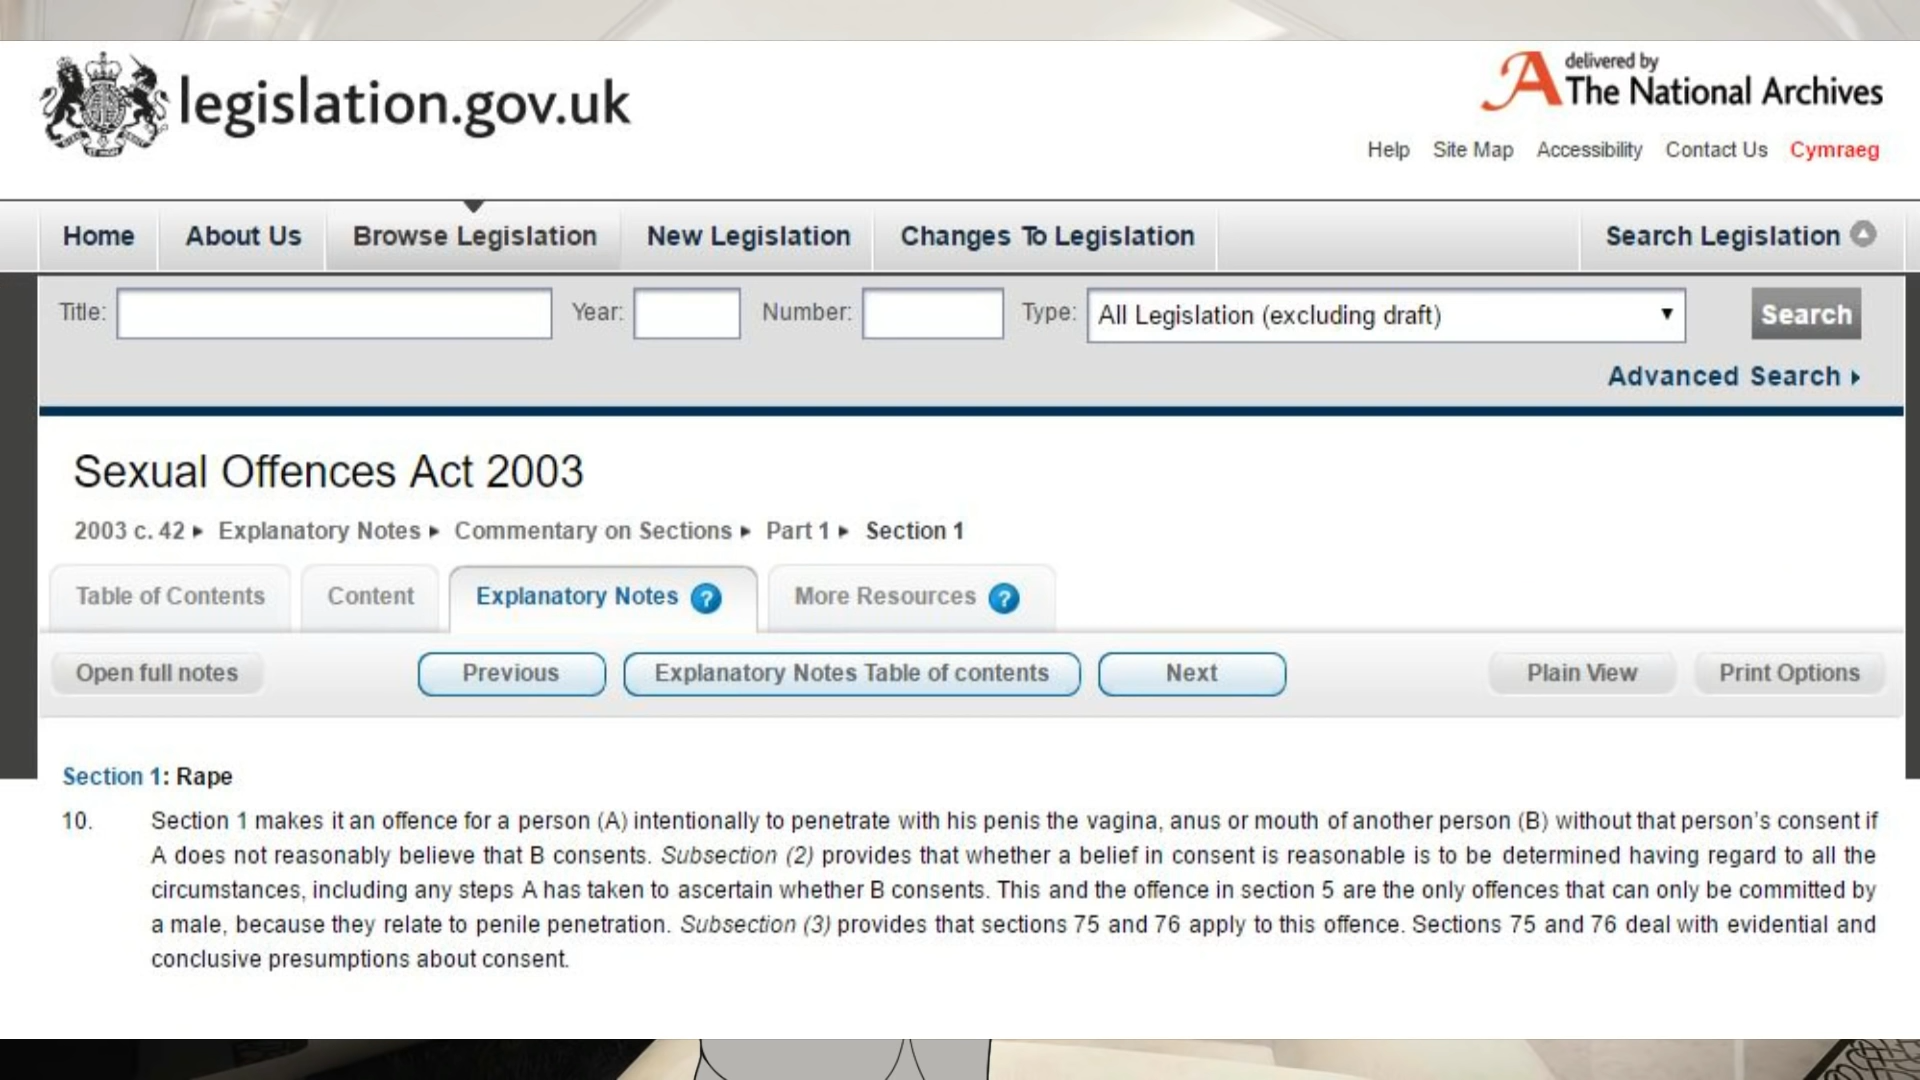 legislation.gov.uk
delivered by
The National Archives
Help Site Map Accessibility Contact Us Cymraeg
Home About Us Browse Legislation New Legislation Changes To Legislation Search Legislation
Title: Year: Number: Type: All Legislation (excluding draft) Search
Advanced Search
Sexual Offences Act 2003
2003 c. 42 Explanatory Notes Commentary on Sections Part 1 Section 1
Table of Contents Content Explanatory Notes ? More Resources ?
Open full notes Previous Explanatory Notes Table of contents Next Plain View Print Options
Section 1: Rape
10. Section 1 makes it an offence for a person (A) intentionally to penetrate with his penis the vagina, anus or mouth of another person (B) without that person's consent if
A does not reasonably believe that B consents. Subsection (2) provides that whether a belief in consent is reasonable is to be determined having regard to all the
circumstances, including any steps A has taken to ascertain whether B consents. This and the offence in section 5 are the only offences that can only be committed by
a male, because they relate to penile penetration. Subsection (3) provides that sections 75 and 76 apply to this offence. Sections 75 and 76 deal with evidential and
conclusive presumptions about consent.